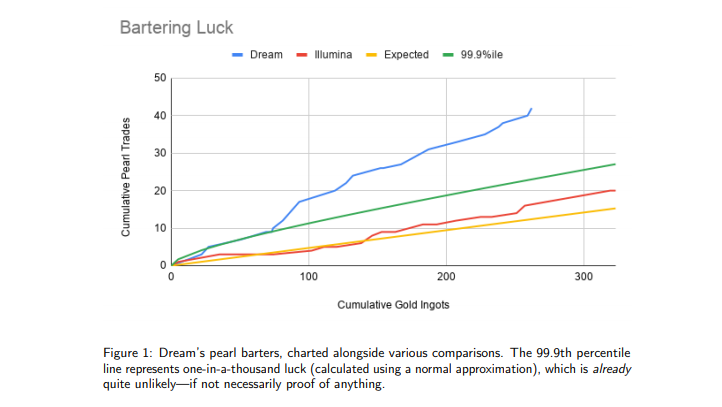 Bartering Luck
Dream Illumina Expected 99.9%ile
50
40
30
20
10
0
Cumulative Pearl Trades
0 100 200 300
Cumulative Gold Ingots
Figure 1: Dream's pearl barters, charted alongside various comparisons. The 99.9th percentile
line represents one-in-a-thousand luck (calculated using a normal approximation), which is already
quite unlikely—if not necessarily proof of anything.